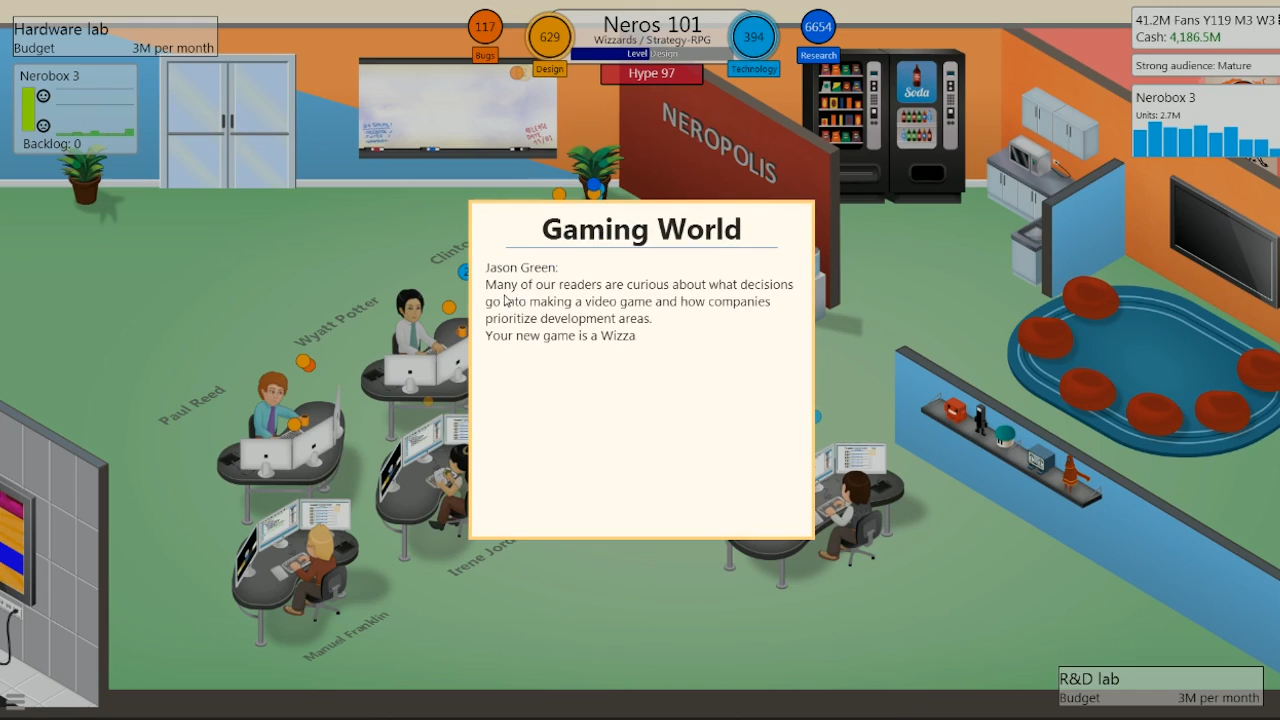 Hardware lab
Budget 3M per month
Nerobox 3
Backlog: 0
117
Bugs
629
Design
Neros 101
Wizzards / Strategy-RPG
Level Design
Hype 97
394
Technology
6654
Research
41.2M Fans Y119 M3 W3
Cash: 4,186.5M
Strong audience: Mature
Nerobox 3
Units: 2.7M
Soda
NEROPOLIS
Gaming World
Jason Green:
Many of our readers are curious about what decisions
go into making a video game and how companies
prioritize development areas.
Your new game is a Wizza
Wyatt Potter
Paul Reed
Manuel Franklin
R&D lab
Budget 3M per month